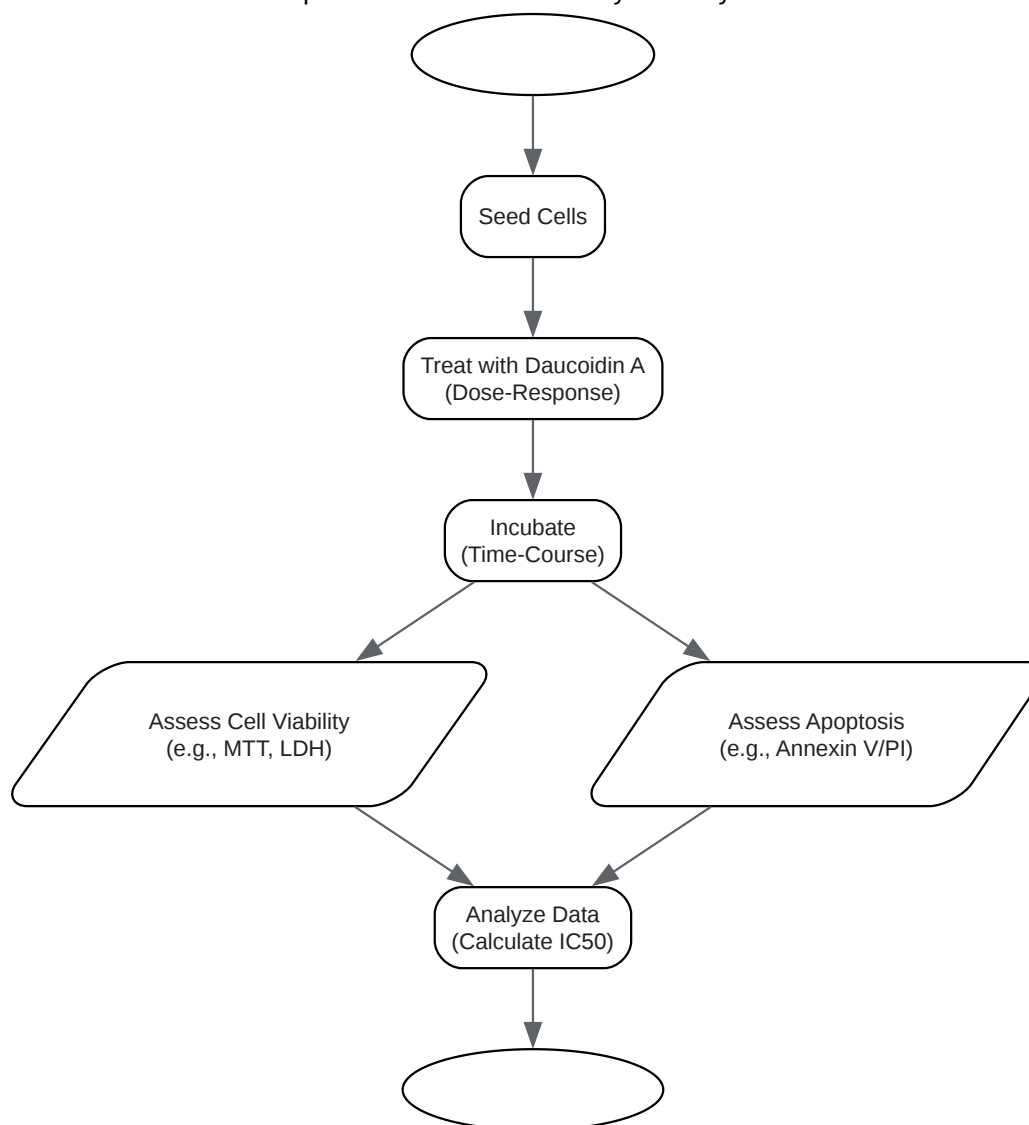 Seed Cells
Treat with Daucoidin A
(Dose-Response)
Incubate
(Time-Course)
Assess Cell Viability
(e.g., MTT, LDH)
Assess Apoptosis
(e.g., Annexin V/PI)
Analyze Data
(Calculate IC50)